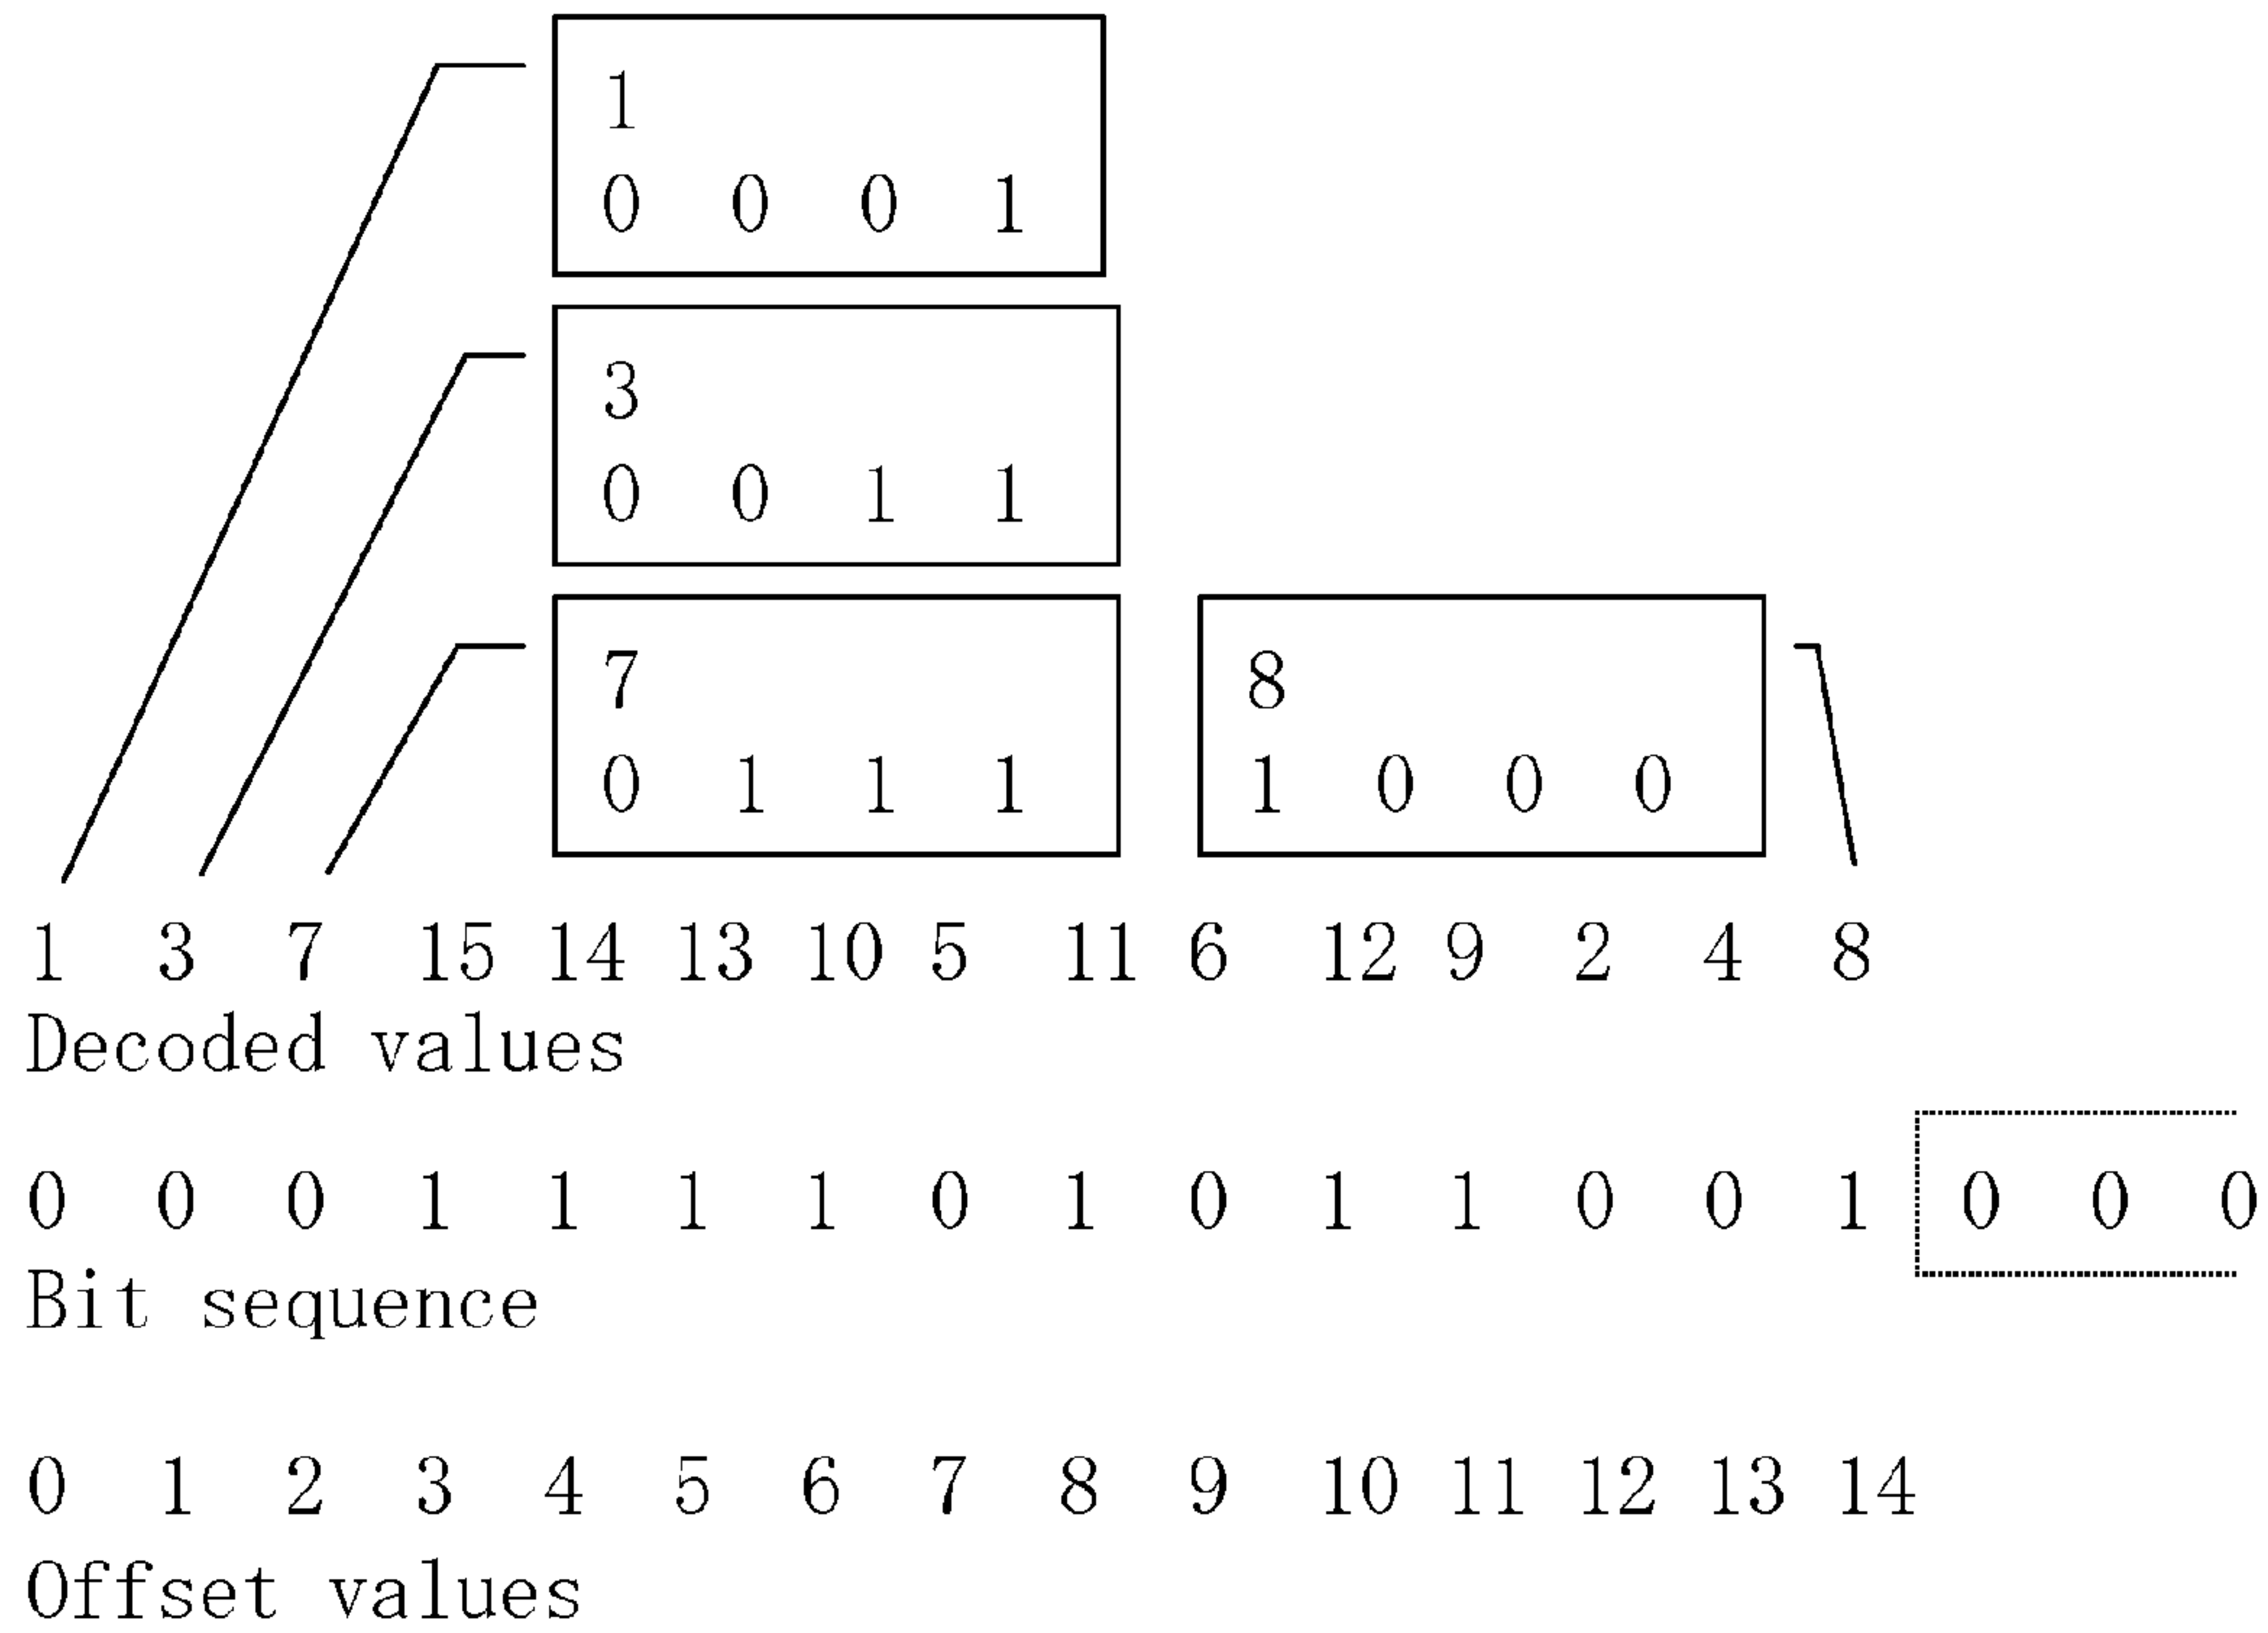 1
0 0 0 1
3
0 0 1 1
7
0 1 1 1
8
1 0 0 0
1 3 7 15 14 13 10 5 11 6 12 9 2 4 8
Decoded values
0 0 0 1 1 1 1 0 1 0 1 1 0 0 1 0 0 0
Bit sequence
0 1 2 3 4 5 6 7 8 9 10 11 12 13 14
Offset values